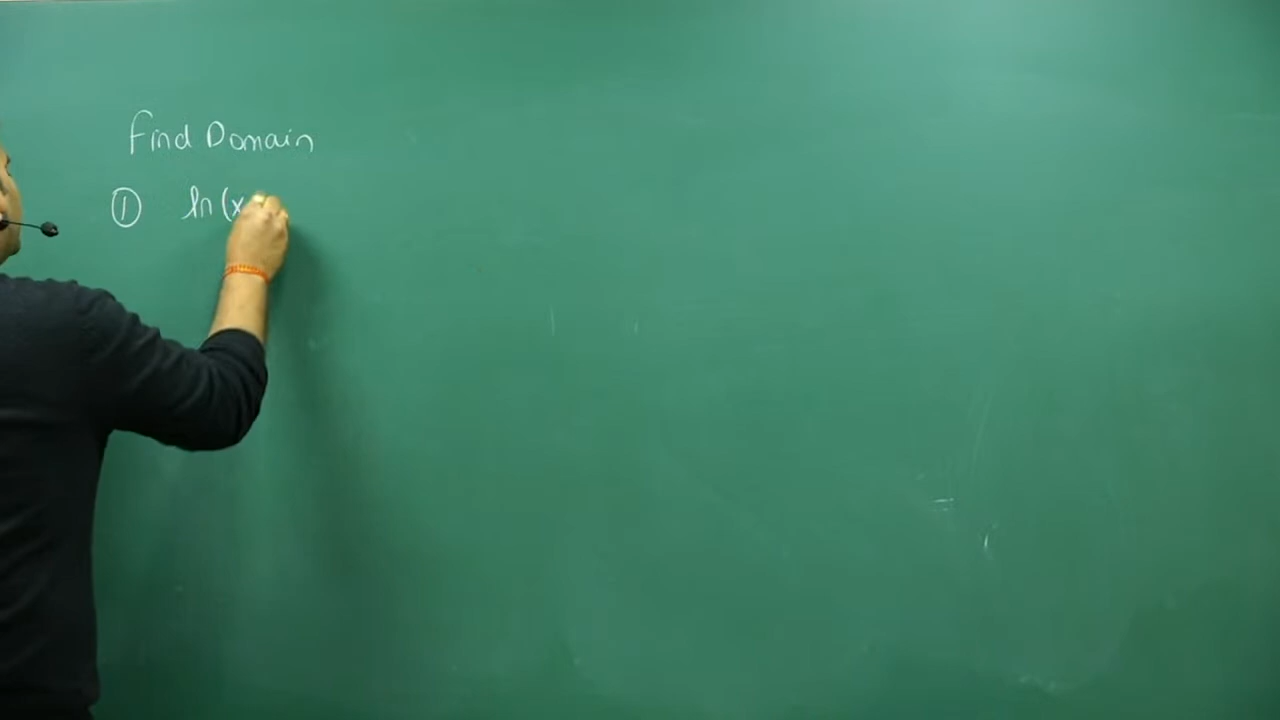 Find Domain
① ln (x